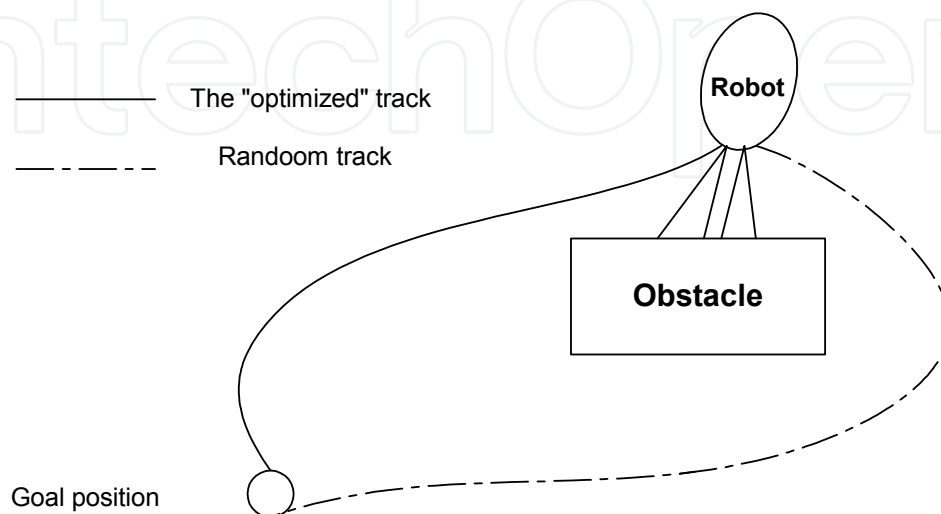 Robot
The "optimized" track
Randoom track
Obstacle
Goal position